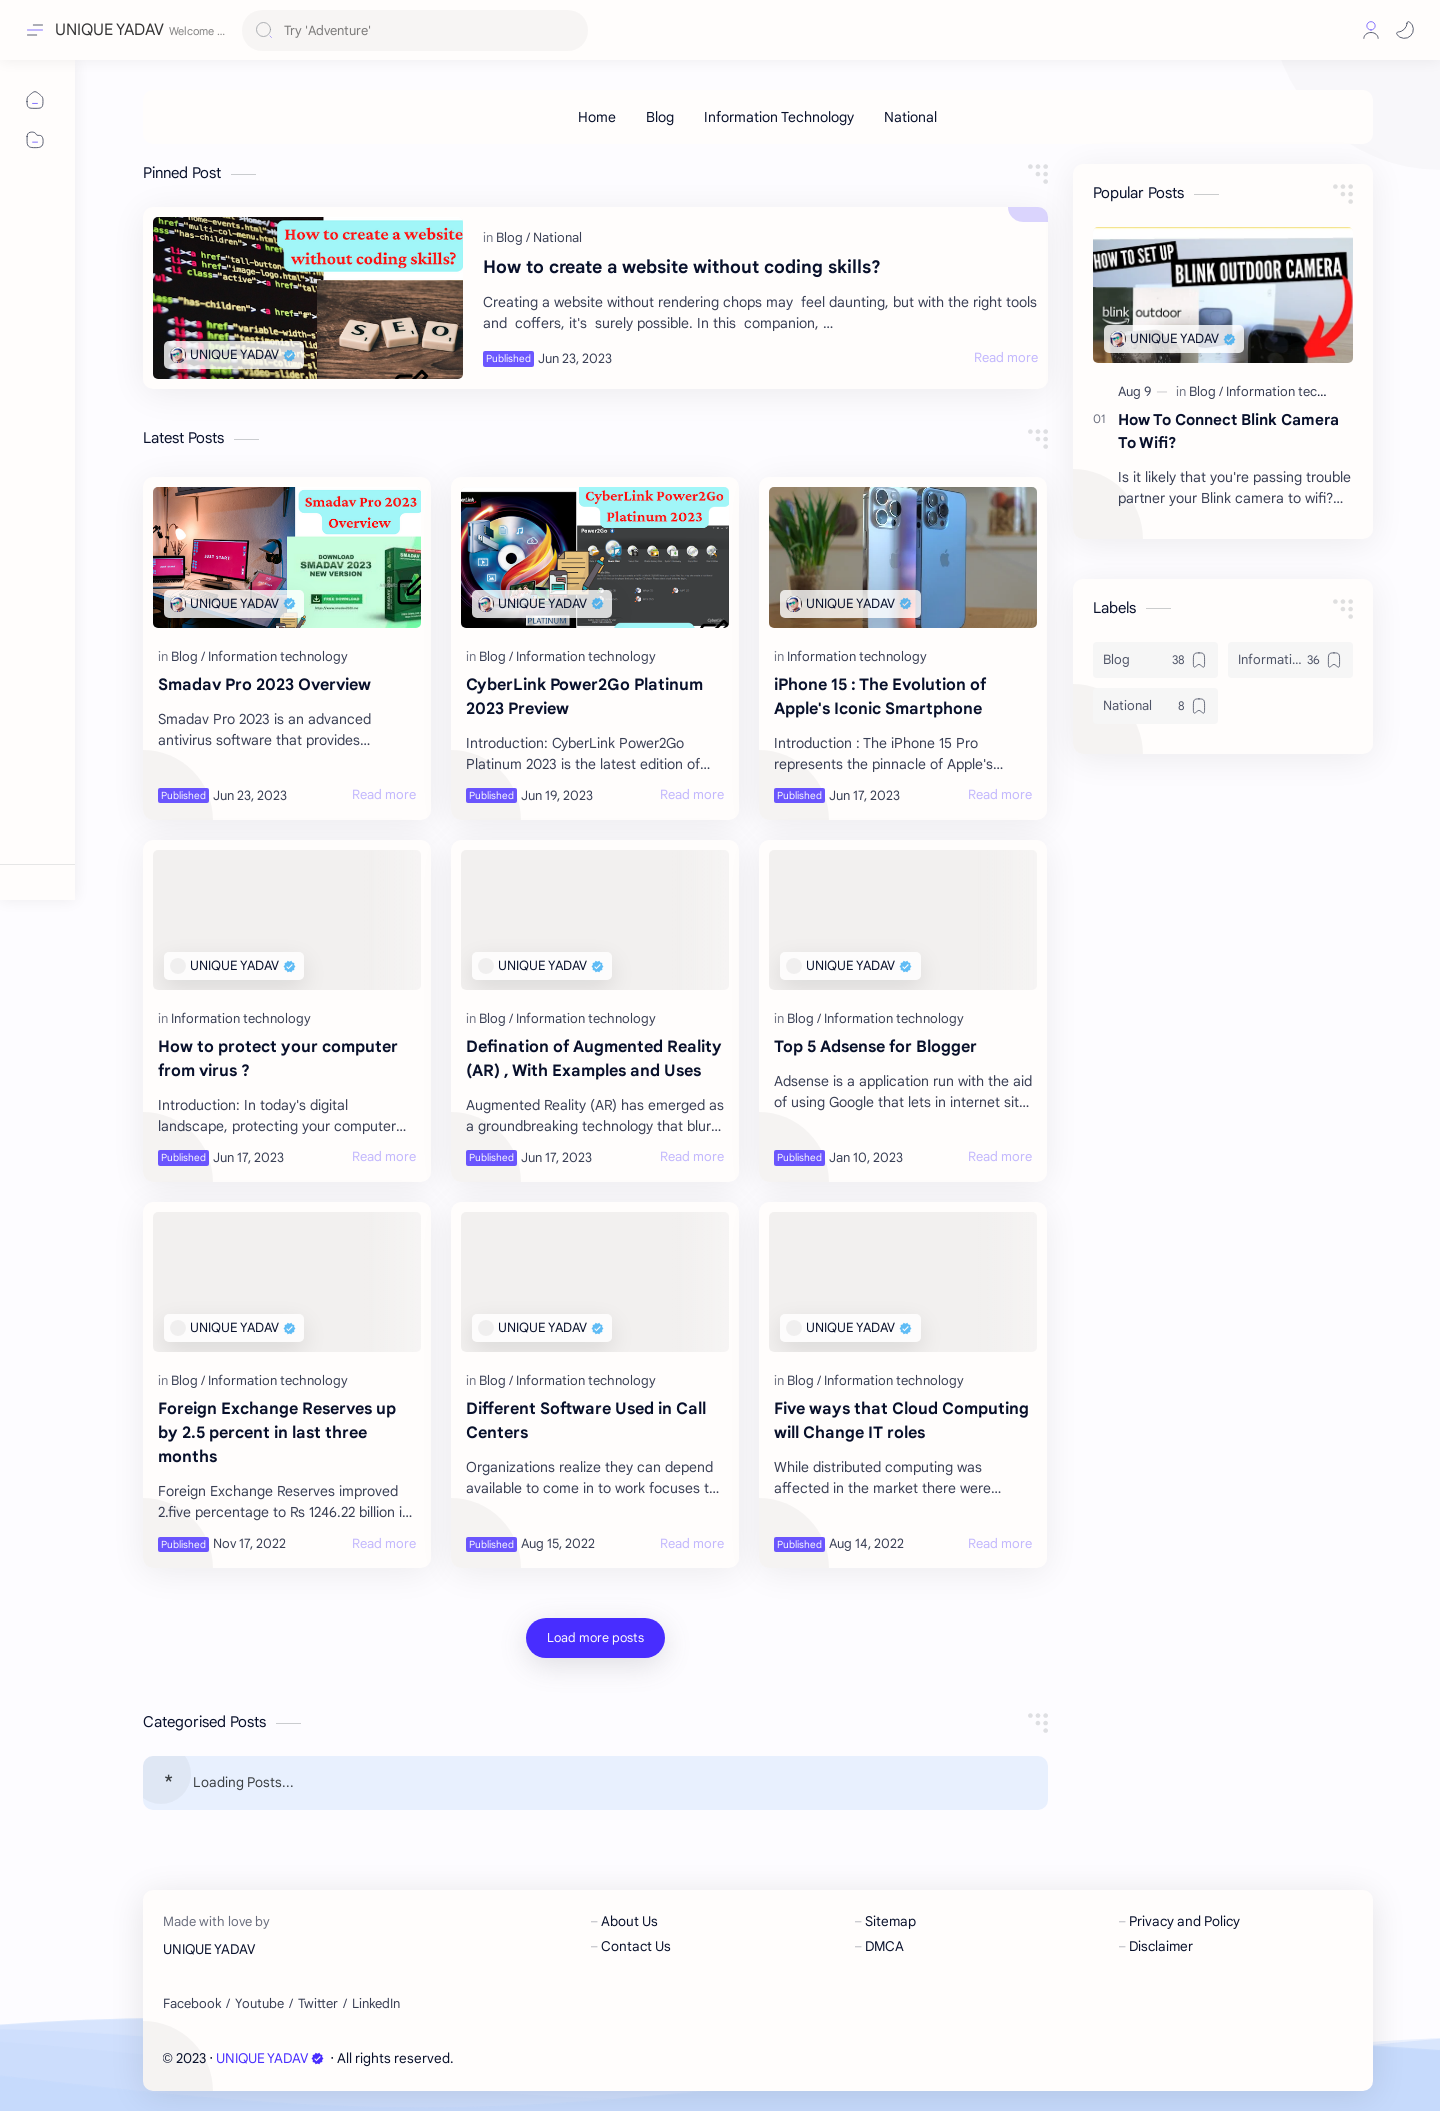 UNIQUE YADAV Welcome ...
Try 'Adventure'
Home Blog Information Technology National
Pinned Post
How to create a website
without coding skills?
S E O
UNIQUE YADAV
in Blog / National
How to create a website without coding skills?
Creating a website without rendering chops may feel daunting, but with the right tools
and coffers, it's surely possible. In this companion, ...
Published Jun 23, 2023 Read more
Popular Posts
HOW TO SET UP
BLINK OUTDOOR CAMERA
blink outdoor
UNIQUE YADAV
Aug 9 in Blog / Information tec...
01 How To Connect Blink Camera
To Wifi?
Is it likely that you're passing trouble
partner your Blink camera to wifi?...
Labels
Blog 38
Informati... 36
National 8
Latest Posts
Smadav Pro 2023
Overview
JUST START
DOWNLOAD
SMADAV 2023
NEW VERSION
FREE DOWNLOAD
UNIQUE YADAV
in Blog / Information technology
Smadav Pro 2023 Overview
Smadav Pro 2023 is an advanced
antivirus software that provides...
Published Jun 23, 2023 Read more
CyberLink Power2Go
Platinum 2023
Power2Go
PLATINUM
UNIQUE YADAV
in Blog / Information technology
CyberLink Power2Go Platinum
2023 Preview
Introduction: CyberLink Power2Go
Platinum 2023 is the latest edition of...
Published Jun 19, 2023 Read more
UNIQUE YADAV
in Information technology
iPhone 15 : The Evolution of
Apple's Iconic Smartphone
Introduction : The iPhone 15 Pro
represents the pinnacle of Apple's...
Published Jun 17, 2023 Read more
UNIQUE YADAV
in Information technology
How to protect your computer
from virus ?
Introduction: In today's digital
landscape, protecting your computer...
Published Jun 17, 2023 Read more
UNIQUE YADAV
in Blog / Information technology
Defination of Augmented Reality
(AR) , With Examples and Uses
Augmented Reality (AR) has emerged as
a groundbreaking technology that blur...
Published Jun 17, 2023 Read more
UNIQUE YADAV
in Blog / Information technology
Top 5 Adsense for Blogger
Adsense is a application run with the aid
of using Google that lets in internet sit...
Published Jan 10, 2023 Read more
UNIQUE YADAV
in Blog / Information technology
Foreign Exchange Reserves up
by 2.5 percent in last three
months
Foreign Exchange Reserves improved
2.five percentage to Rs 1246.22 billion i...
Published Nov 17, 2022 Read more
UNIQUE YADAV
in Blog / Information technology
Different Software Used in Call
Centers
Organizations realize they can depend
available to come in to work focuses t...
Published Aug 15, 2022 Read more
UNIQUE YADAV
in Blog / Information technology
Five ways that Cloud Computing
will Change IT roles
While distributed computing was
affected in the market there were...
Published Aug 14, 2022 Read more
Load more posts
Categorised Posts
* Loading Posts...
Made with love by
UNIQUE YADAV
Facebook / Youtube / Twitter / LinkedIn
– About Us
– Contact Us
– Sitemap
– DMCA
– Privacy and Policy
– Disclaimer
© 2023 · UNIQUE YADAV · All rights reserved.